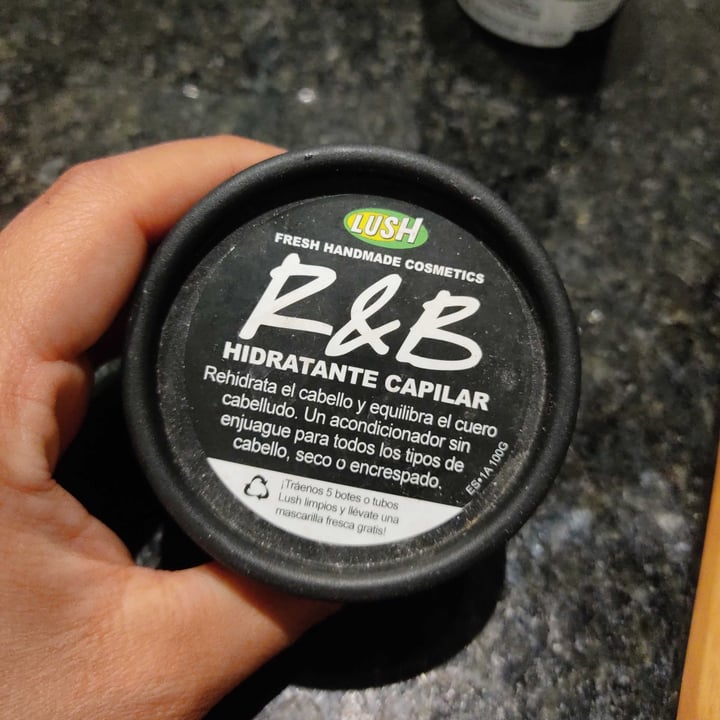 LUSH
FRESH HANDMADE COSMETICS
R&B
HIDRATANTE CAPILAR
Rehidrata el cabello y equilibra el cuero
cabelludo. Un acondicionador sin
enjuague para todos los tipos de
cabello, seco o encrespado.
ES•1A 100G
¡Tráenos 5 botes o tubos
Lush limpios y llévate una
mascarilla fresca gratis!